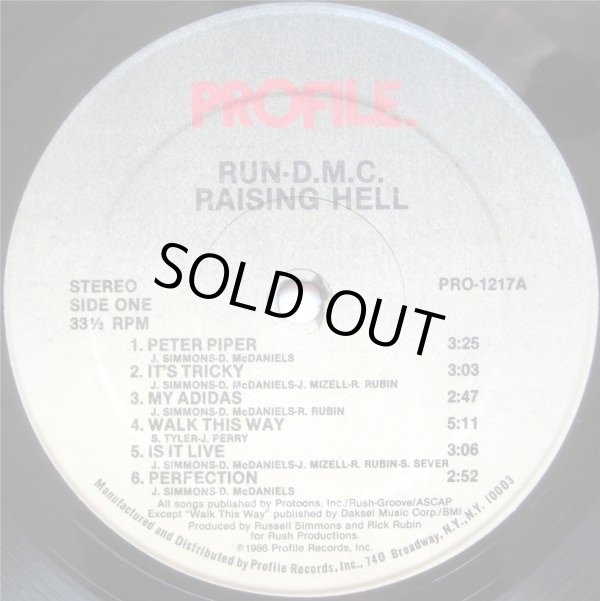 PROFILE.
RUN-D.M.C.
RAISING HELL
STEREO
SIDE ONE
33⅓ RPM
PRO-1217A
SOLD OUT
1. PETER PIPER 3:25
J. SIMMONS-D. McDANIELS
2. IT'S TRICKY 3:03
J. SIMMONS-D. McDANIELS-J. MIZELL-R. RUBIN
3. MY ADIDAS 2:47
J. SIMMONS-D. McDANIELS-R. RUBIN
4. WALK THIS WAY 5:11
S. TYLER-J. PERRY
5. IS IT LIVE 3:06
J. SIMMONS-D. McDANIELS-J. MIZELL-R. RUBIN-S. SEVER
6. PERFECTION 2:52
J. SIMMONS-D. McDANIELS
All songs published by Protoons, Inc./Rush-Groove/ASCAP
Except "Walk This Way" published by Daksel Music Corp./BMI
Produced by Russell Simmons and Rick Rubin
for Rush Productions.
©1986 Profile Records, Inc.
Manufactured and Distributed by Profile Records, Inc., 740 Broadway, N.Y., N.Y. 10003